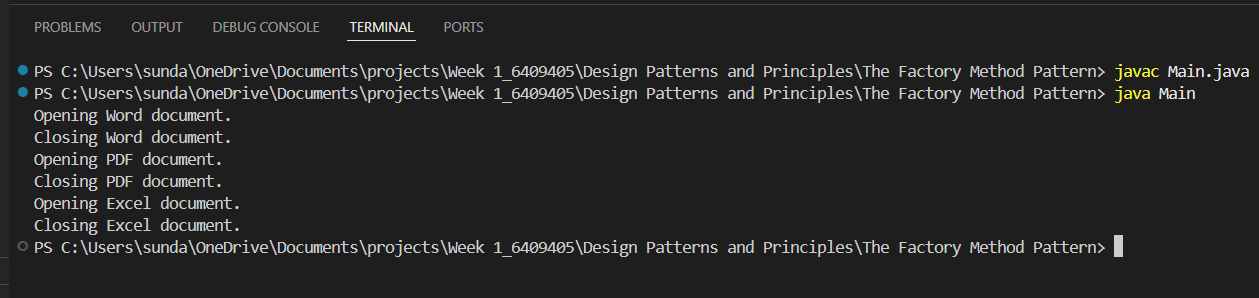 PROBLEMS OUTPUT DEBUG CONSOLE TERMINAL PORTS
PS C:\Users\sunda\OneDrive\Documents\projects\Week 1_6409405\Design Patterns and Principles\The Factory Method Pattern> javac Main.java
PS C:\Users\sunda\OneDrive\Documents\projects\Week 1_6409405\Design Patterns and Principles\The Factory Method Pattern> java Main
Opening Word document.
Closing Word document.
Opening PDF document.
Closing PDF document.
Opening Excel document.
Closing Excel document.
PS C:\Users\sunda\OneDrive\Documents\projects\Week 1_6409405\Design Patterns and Principles\The Factory Method Pattern>